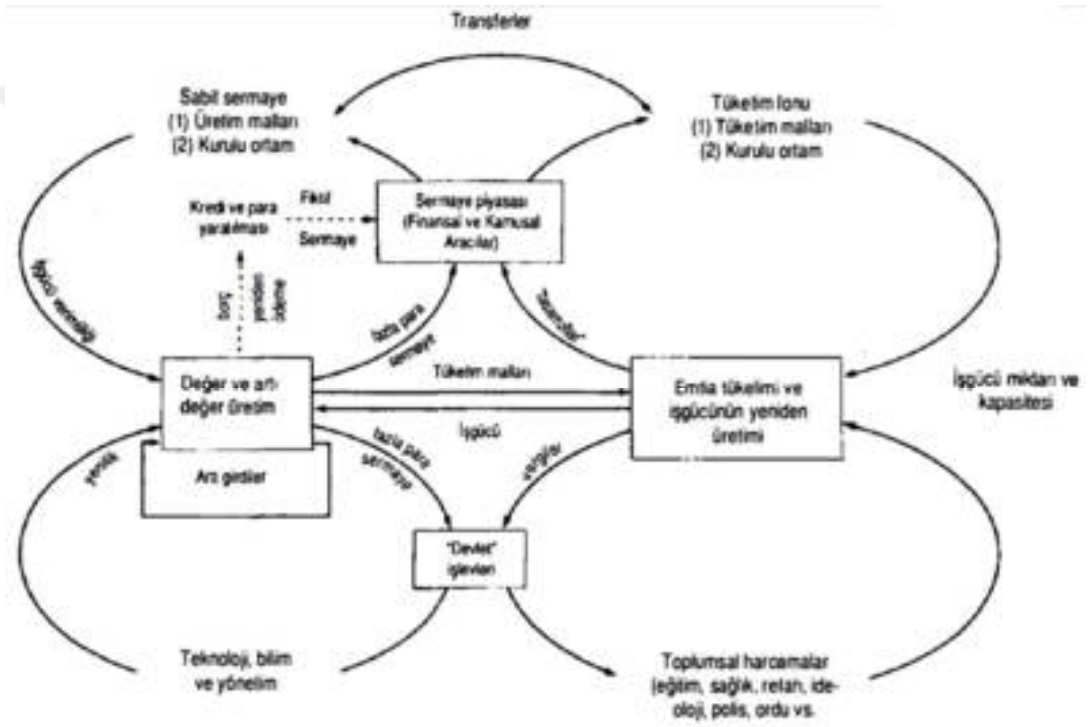 Transferler
Sabit sermaye
(1) Üretim malları
(2) Kurulu ortam
Tüketim fonu
(1) Tüketim malları
(2) Kurulu ortam
Kredi ve para
yaratılması
Fiktif
Sermaye
Sermaye piyasası
(Finansal ve Kamusal
Aracılar)
İşgücü verimliliği
borç
yeniden
ödeme
fazla para
sermaye
"tasarruflar"
Değer ve artı
değer üretim
Tüketim malları
İşgücü
Emtia tüketimi ve
işgücünün yeniden
üretimi
İşgücü miktarı ve
kapasitesi
yenilik
Ara girdiler
fazla para
sermaye
vergiler
"Devlet"
işlevleri
Teknoloji, bilim
ve yönetim
Toplumsal harcamalar
(eğitim, sağlık, refah, ide-
oloji, polis, ordu vs.